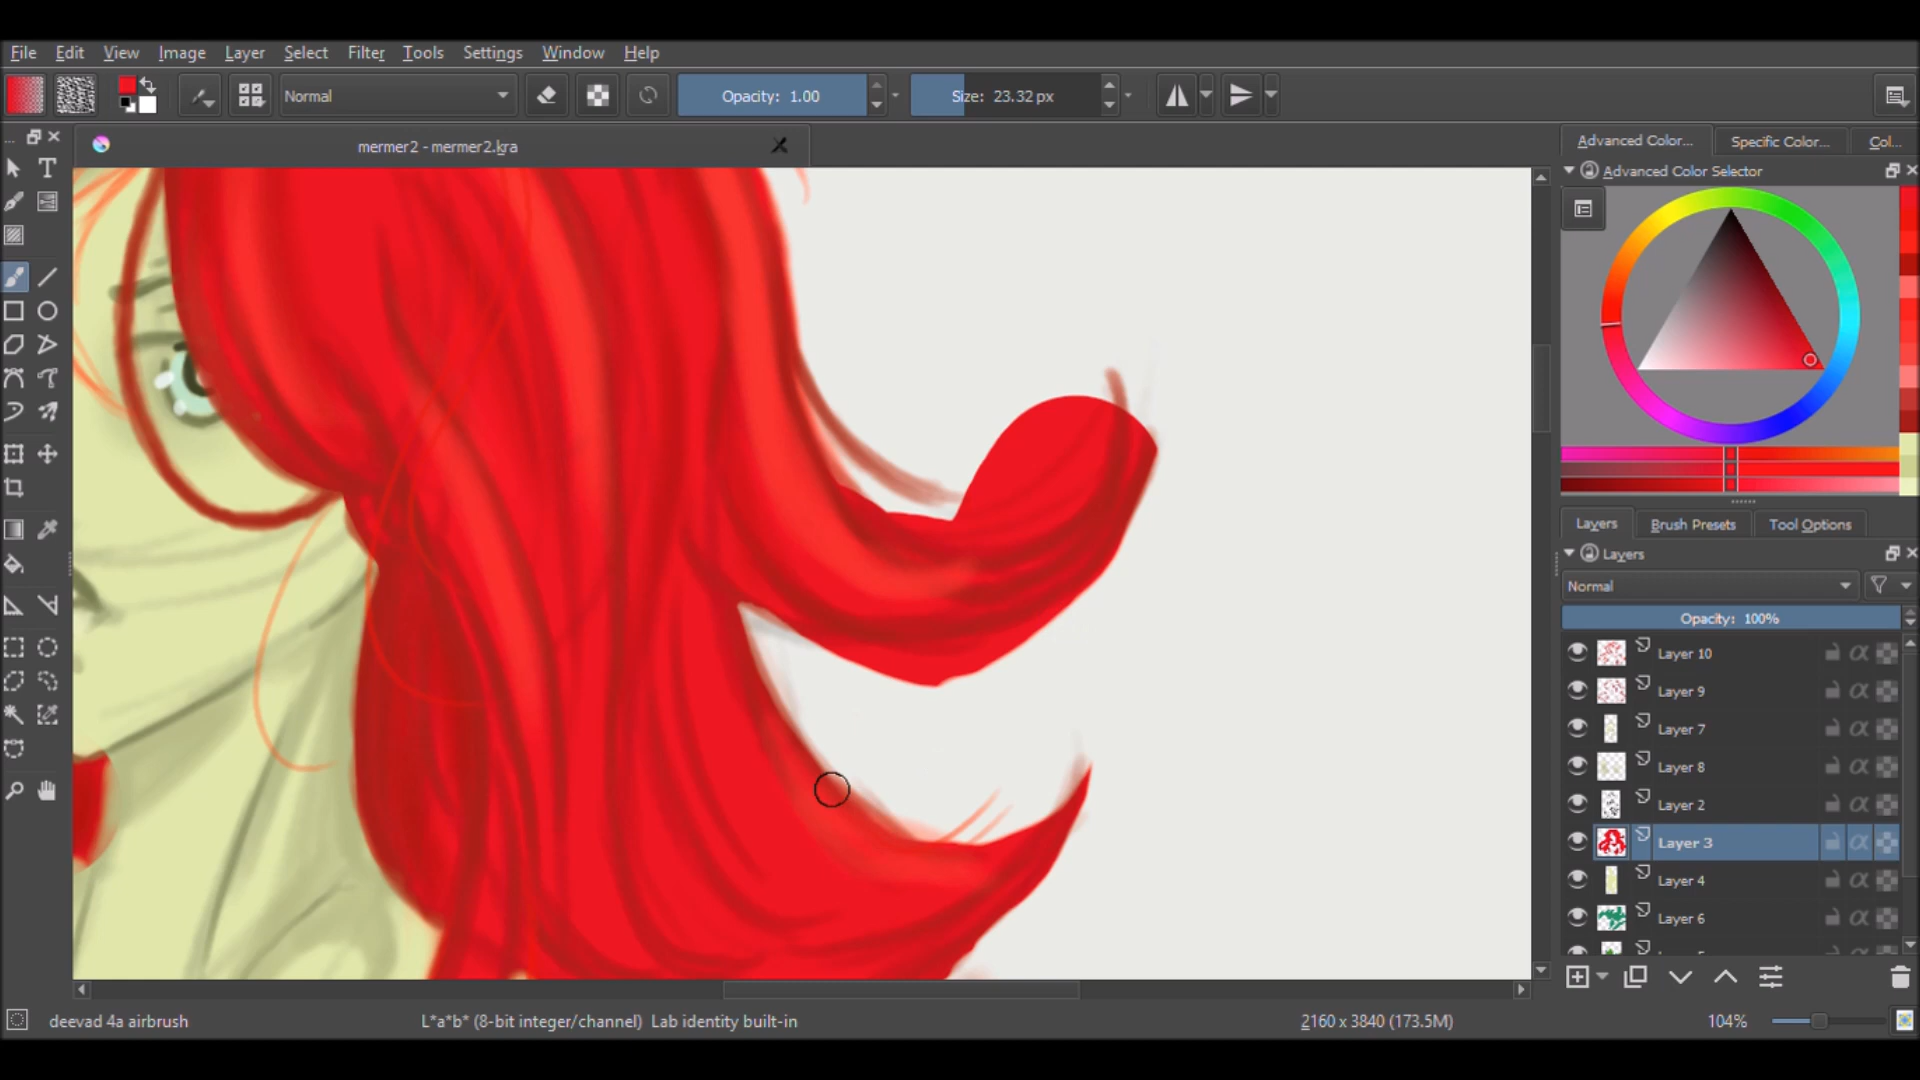 File Edit View Image Layer Select Filter Tools Settings Window Help
Normal Opacity: 1.00 Size: 23.32 px
mermer2 - mermer2.kra
Advanced Color... Specific Color... Col...
Advanced Color Selector
Layers Brush Presets Tool Options
Layers
Normal
Opacity: 100%
Layer 10
Layer 9
Layer 7
Layer 8
Layer 2
Layer 3
Layer 4
Layer 6
deevad 4a airbrush L*a*b* (8-bit integer/channel) Lab identity built-in 2160 x 3840 (173.5M) 104%